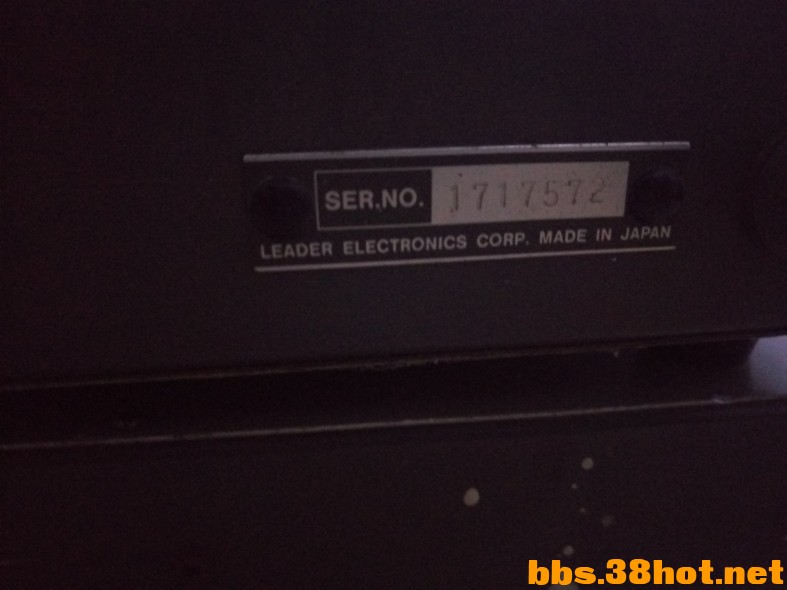 SER.NO. 1717572
LEADER ELECTRONICS CORP. MADE IN JAPAN
bbs.38hot.net